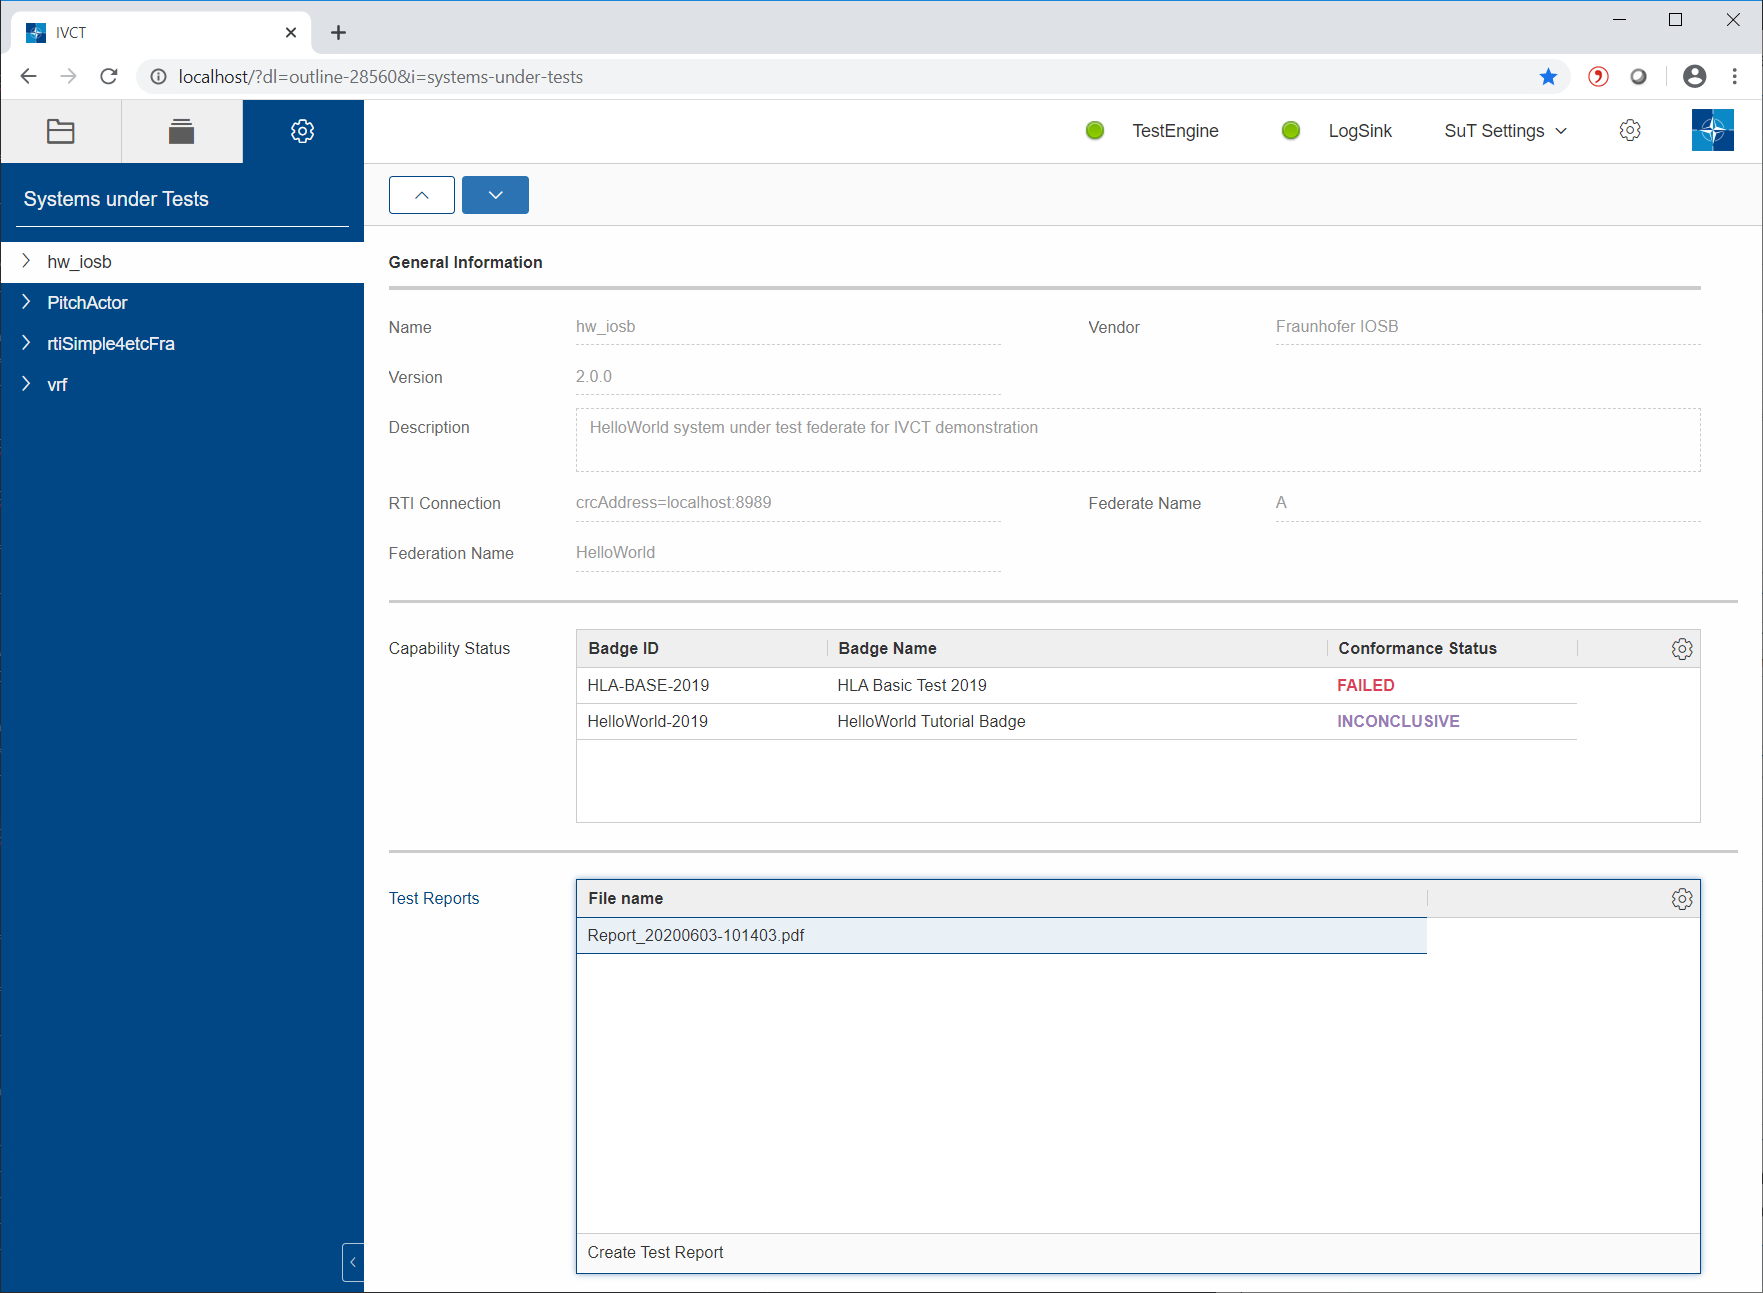 IVCT
localhost/?dl=outline-28560&i=systems-under-tests
TestEngine
LogSink
SuT Settings
Systems under Tests
hw_iosb
PitchActor
rtiSimple4etcFra
vrf
General Information
Name hw_iosb Vendor Fraunhofer IOSB
Version 2.0.0
Description HelloWorld system under test federate for IVCT demonstration
RTI Connection crcAddress=localhost:8989 Federate Name A
Federation Name HelloWorld
Capability Status Badge ID Badge Name Conformance Status
HLA-BASE-2019 HLA Basic Test 2019 FAILED
HelloWorld-2019 HelloWorld Tutorial Badge INCONCLUSIVE
Test Reports File name
Report_20200603-101403.pdf
Create Test Report